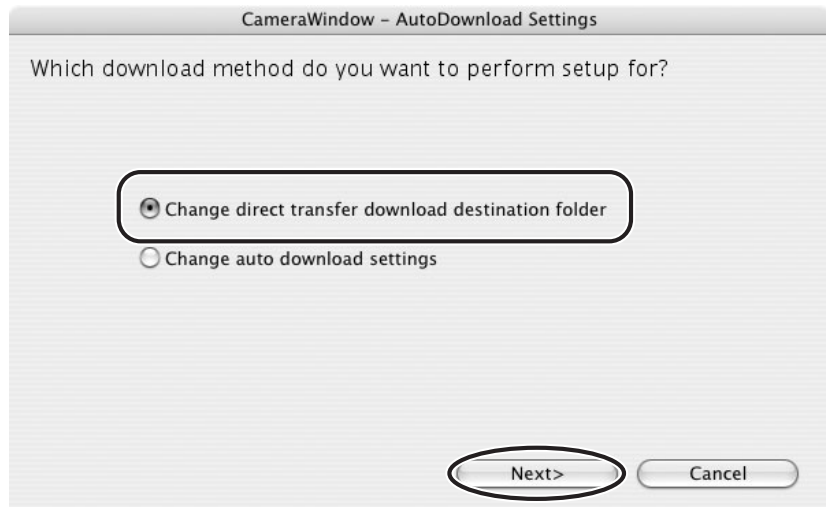 CameraWindow – AutoDownload Settings
Which download method do you want to perform setup for?
Change direct transfer download destination folder
Change auto download settings
Next>
Cancel